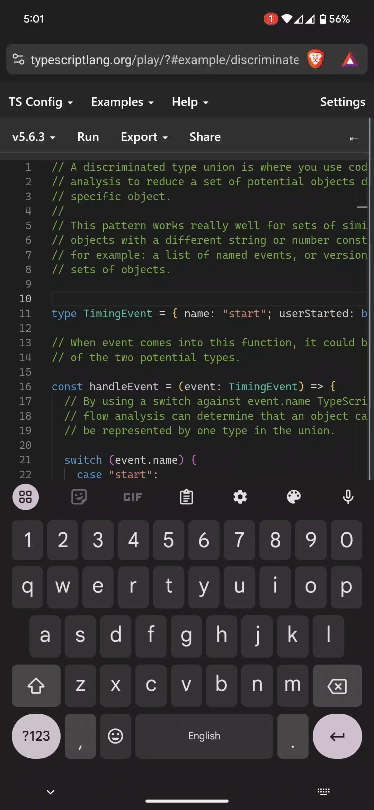 5:01
1
56%
typescriptlang.org/play/?#example/discriminate
TS Config
Examples
Help
Settings
v5.6.3
Run
Export
Share
1 // A discriminated type union is where you use cod
2 // analysis to reduce a set of potential objects d
3 // specific object.
4 //
5 // This pattern works really well for sets of simi
6 // objects with a different string or number const
7 // for example: a list of named events, or version
8 // sets of objects.
9
10
11 type TimingEvent = { name: "start"; userStarted: b
12
13 // When event comes into this function, it could b
14 // of the two potential types.
15
16 const handleEvent = (event: TimingEvent) => {
17 // By using a switch against event.name TypeScri
18 // flow analysis can determine that an object ca
19 // be represented by one type in the union.
20
21 switch (event.name) {
22 case "start":
GIF
1 2 3 4 5 6 7 8 9 0
q w e r t y u i o p
a s d f g h j k l
z x c v b n m
?123 , English .